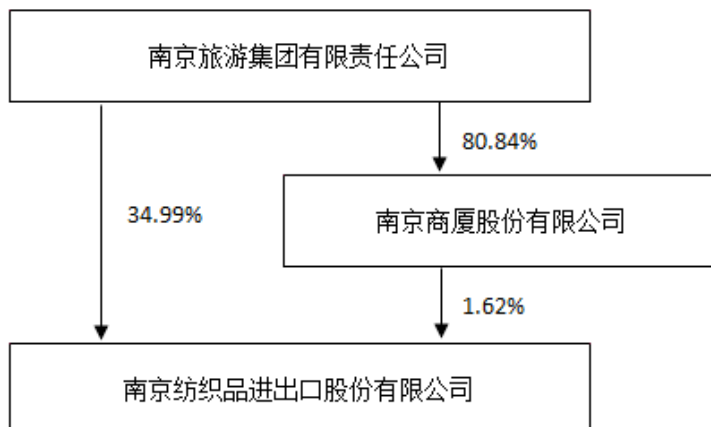 南京旅游集团有限责任公司
80.84%
34.99%
南京商厦股份有限公司
1.62%
南京纺织品进出口股份有限公司